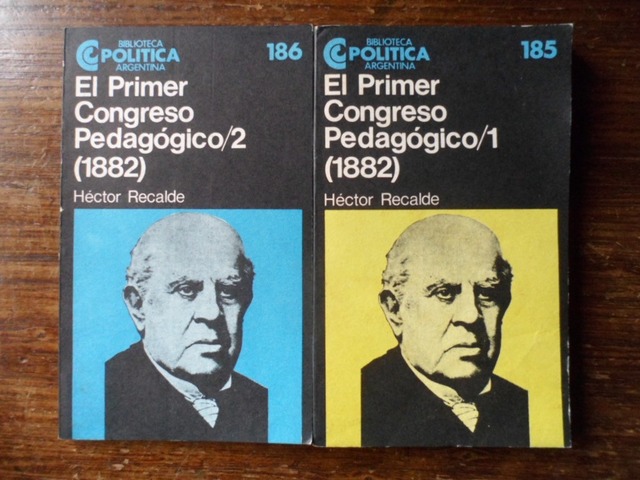 BIBLIOTECA
POLITICA
ARGENTINA
186
El Primer
Congreso
Pedagógico/2
(1882)
Héctor Recalde
BIBLIOTECA
POLITICA
ARGENTINA
185
El Primer
Congreso
Pedagógico/1
(1882)
Héctor Recalde